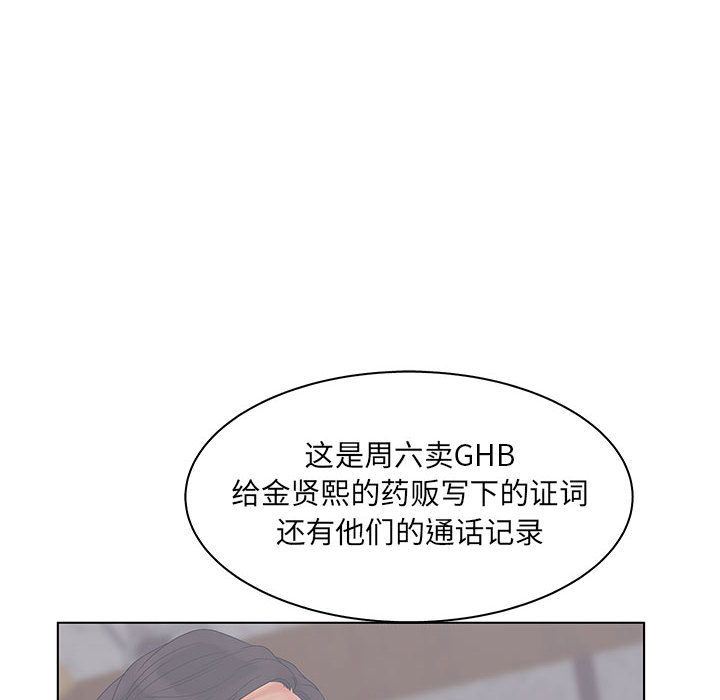 这是周六卖GHB
给金贤熙的药贩写下的证词
还有他们的通话记录